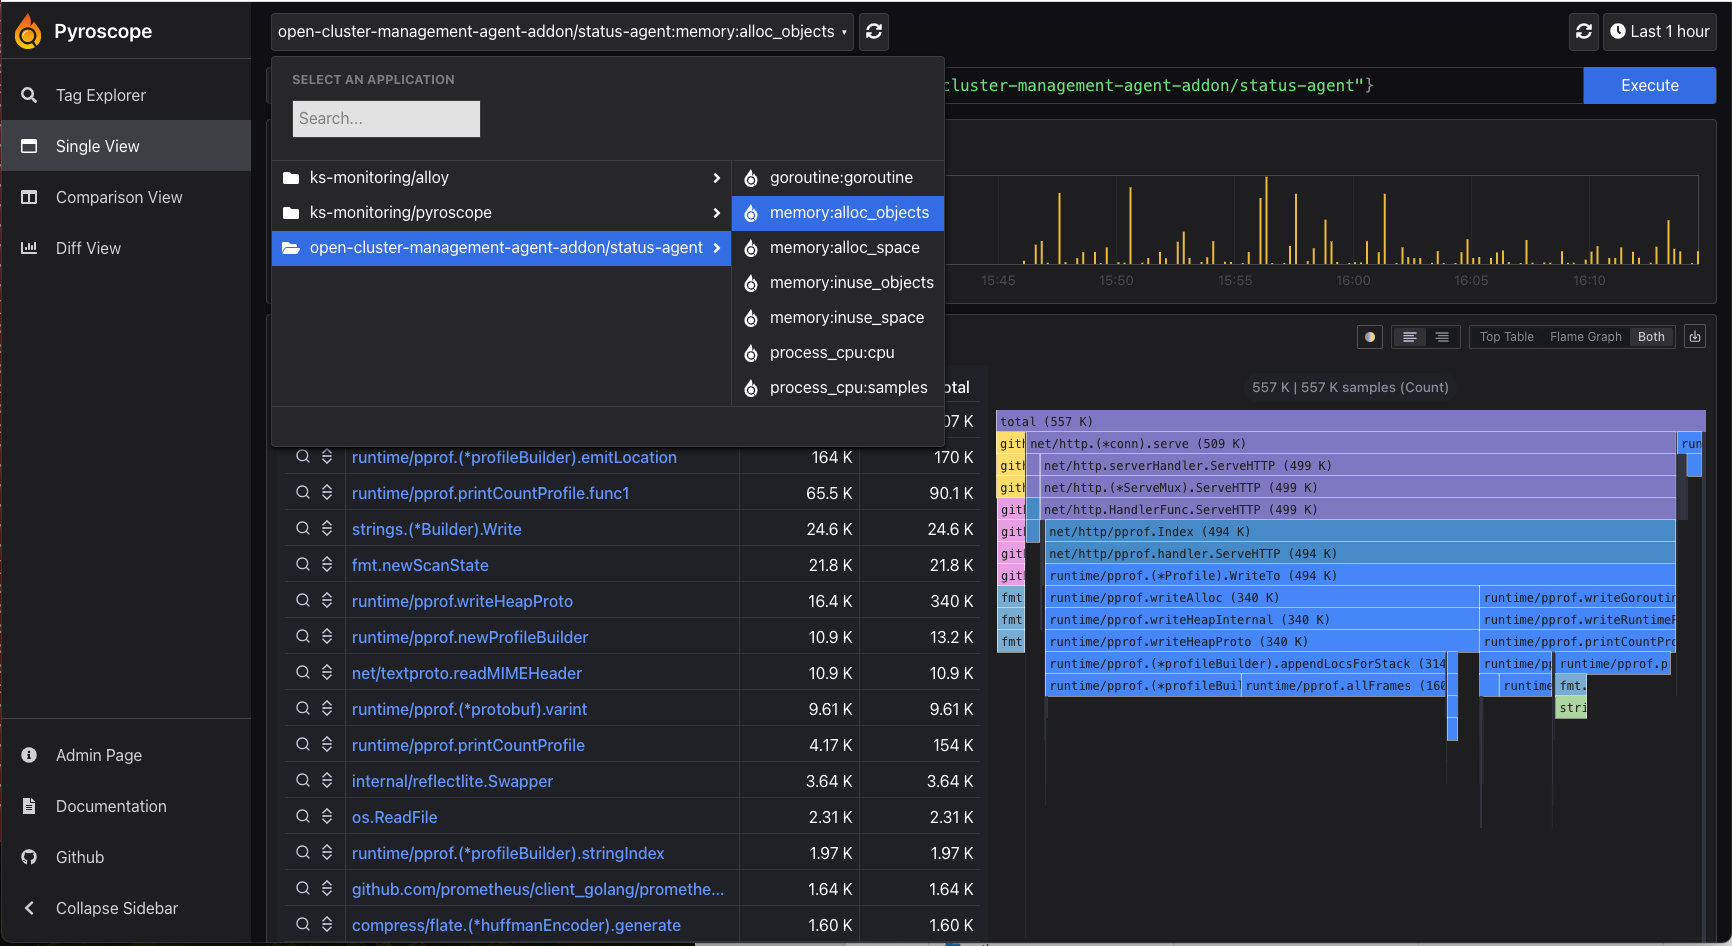 Pyroscope
open-cluster-management-agent-addon/status-agent:memory:alloc_objects
Last 1 hour
SELECT AN APPLICATION
Search...
cluster-management-agent-addon/status-agent"}
Execute
Tag Explorer
Single View
Comparison View
Diff View
ks-monitoring/alloy
ks-monitoring/pyroscope
open-cluster-management-agent-addon/status-agent
goroutine:goroutine
memory:alloc_objects
memory:alloc_space
memory:inuse_objects
memory:inuse_space
process_cpu:cpu
process_cpu:samples
15:45 15:50 15:55 16:00 16:05 16:10
Top Table Flame Graph Both
otal
07 K
runtime/pprof.(*profileBuilder).emitLocation 164 K 170 K
runtime/pprof.printCountProfile.func1 65.5 K 90.1 K
strings.(*Builder).Write 24.6 K 24.6 K
fmt.newScanState 21.8 K 21.8 K
runtime/pprof.writeHeapProto 16.4 K 340 K
runtime/pprof.newProfileBuilder 10.9 K 13.2 K
net/textproto.readMIMEHeader 10.9 K 10.9 K
runtime/pprof.(*protobuf).varint 9.61 K 9.61 K
runtime/pprof.printCountProfile 4.17 K 154 K
internal/reflectlite.Swapper 3.64 K 3.64 K
os.ReadFile 2.31 K 2.31 K
runtime/pprof.(*profileBuilder).stringIndex 1.97 K 1.97 K
github.com/prometheus/client_golang/promethe... 1.64 K 1.64 K
compress/flate.(*huffmanEncoder).generate 1.60 K 1.60 K
557 K | 557 K samples (Count)
total (557 K)
gith net/http.(*conn).serve (509 K) run
gith net/http.serverHandler.ServeHTTP (499 K)
gith net/http.(*ServeMux).ServeHTTP (499 K)
gith net/http.HandlerFunc.ServeHTTP (499 K)
gith net/http/pprof.Index (494 K)
gith net/http/pprof.handler.ServeHTTP (494 K)
gith runtime/pprof.(*Profile).WriteTo (494 K)
fmt runtime/pprof.writeAlloc (340 K) runtime/pprof.writeGoroutin
fmt runtime/pprof.writeHeapInternal (340 K) runtime/pprof.writeRuntimeP
fmt runtime/pprof.writeHeapProto (340 K) runtime/pprof.printCountPro
runtime/pprof.(*profileBuilder).appendLocsForStack (314 runtime/pp runtime/pprof.p
runtime/pprof.(*profileBuil runtime/pprof.allFrames (160 runtime fmt.
stri
Admin Page
Documentation
Github
Collapse Sidebar